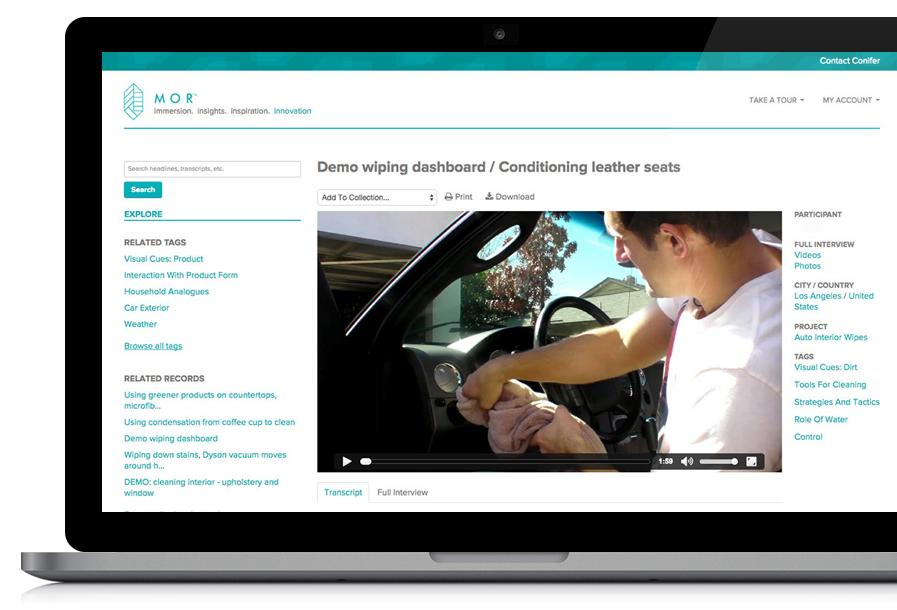 Contact Conifer
MOR™
immersion. insights. Inspiration. Innovation
TAKE A TOUR
MY ACCOUNT
Search headlines, transcripts, etc.
Search
EXPLORE
RELATED TAGS
Visual Cues: Product
Interaction With Product Form
Household Analogues
Car Exterior
Weather
Browse all tags
RELATED RECORDS
Using greener products on countertops,
microfib...
Using condensation from coffee cup to clean
Demo wiping dashboard
Wiping down stains, Dyson vacuum moves
around h...
DEMO: cleaning interior - upholstery and
window
Demo wiping dashboard / Conditioning leather seats
Add To Collection...
Print
Download
1:59
Transcript
Full Interview
PARTICIPANT
FULL INTERVIEW
Videos
Photos
CITY / COUNTRY
Los Angeles / United
States
PROJECT
Auto Interior Wipes
TAGS
Visual Cues: Dirt
Tools For Cleaning
Strategies And Tactics
Role Of Water
Control